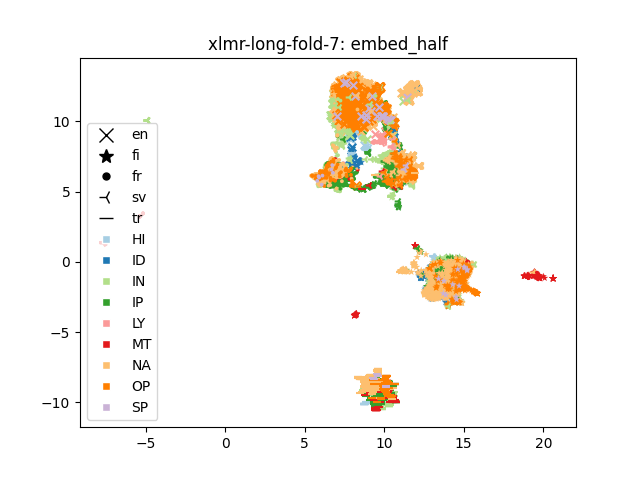 xlmr-long-fold-7: embed_half
10
5
0
−5
−10
en
fi
fr
sv
tr
HI
ID
IN
IP
LY
MT
NA
OP
SP
−5
0
5
10
15
20